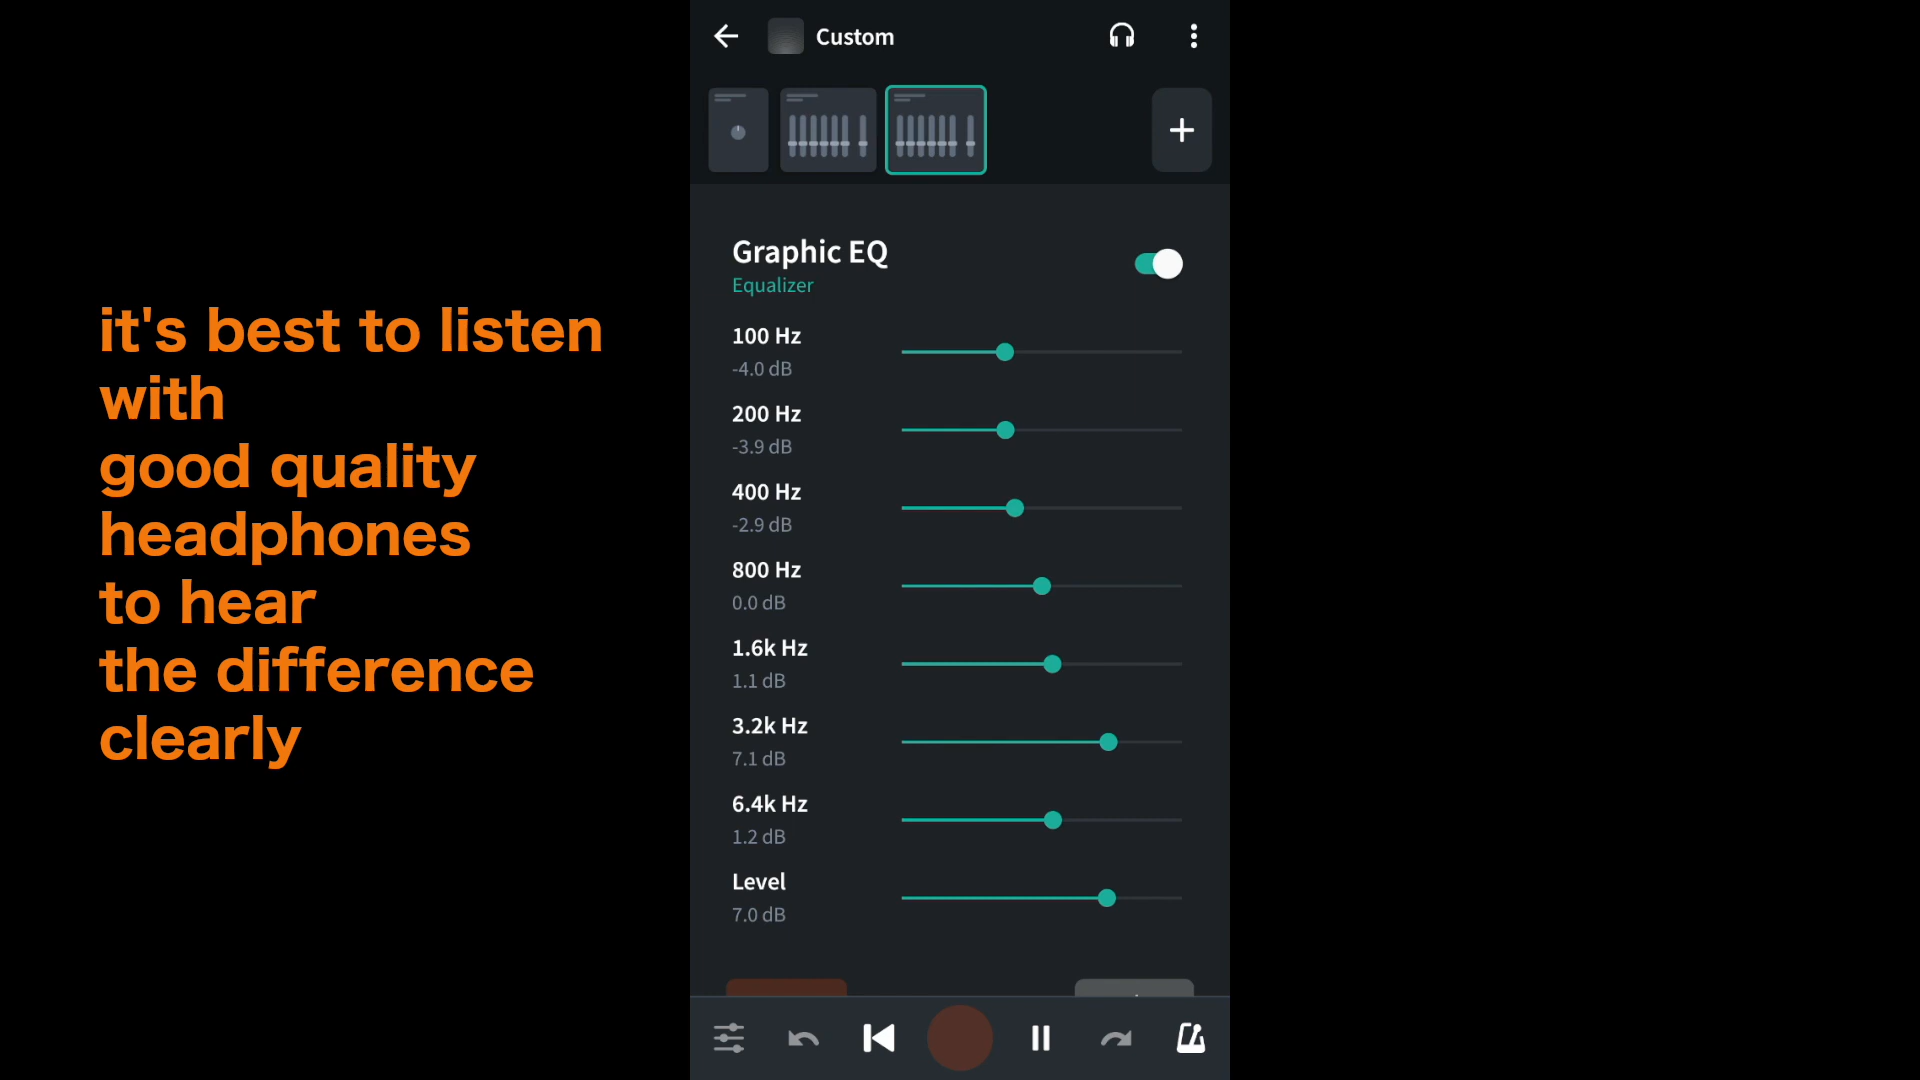 it's best to listen
with
good quality
headphones
to hear
the difference
clearly
Custom
Graphic EQ
Equalizer
100 Hz
-4.0 dB
200 Hz
-3.9 dB
400 Hz
-2.9 dB
800 Hz
0.0 dB
1.6k Hz
1.1 dB
3.2k Hz
7.1 dB
6.4k Hz
1.2 dB
Level
7.0 dB